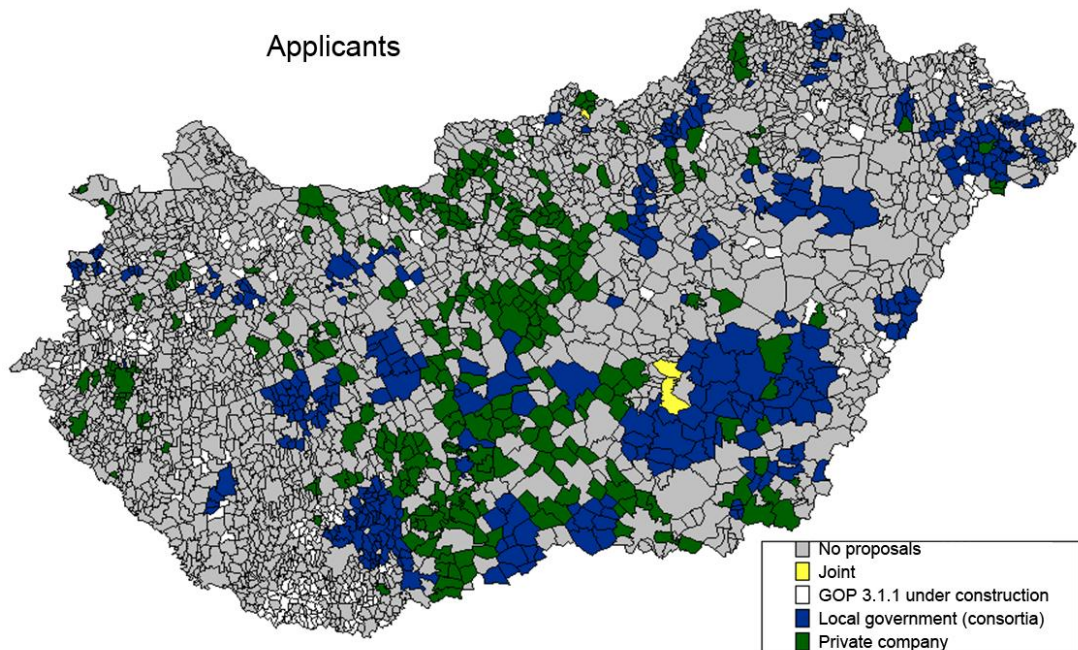 Applicants
No proposals
Joint
GOP 3.1.1 under construction
Local government (consortia)
Private company